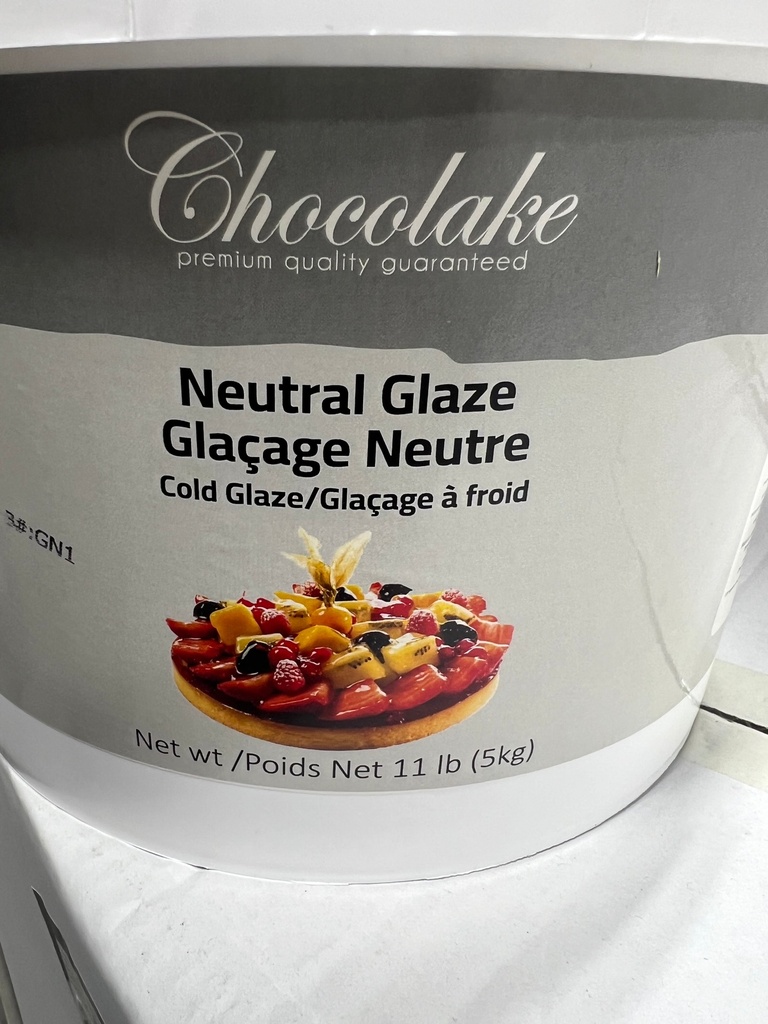 Chocolake
premium quality guaranteed
Neutral Glaze
Glaçage Neutre
Cold Glaze/Glaçage à froid
#:GN1
Net wt /Poids Net 11 lb (5kg)